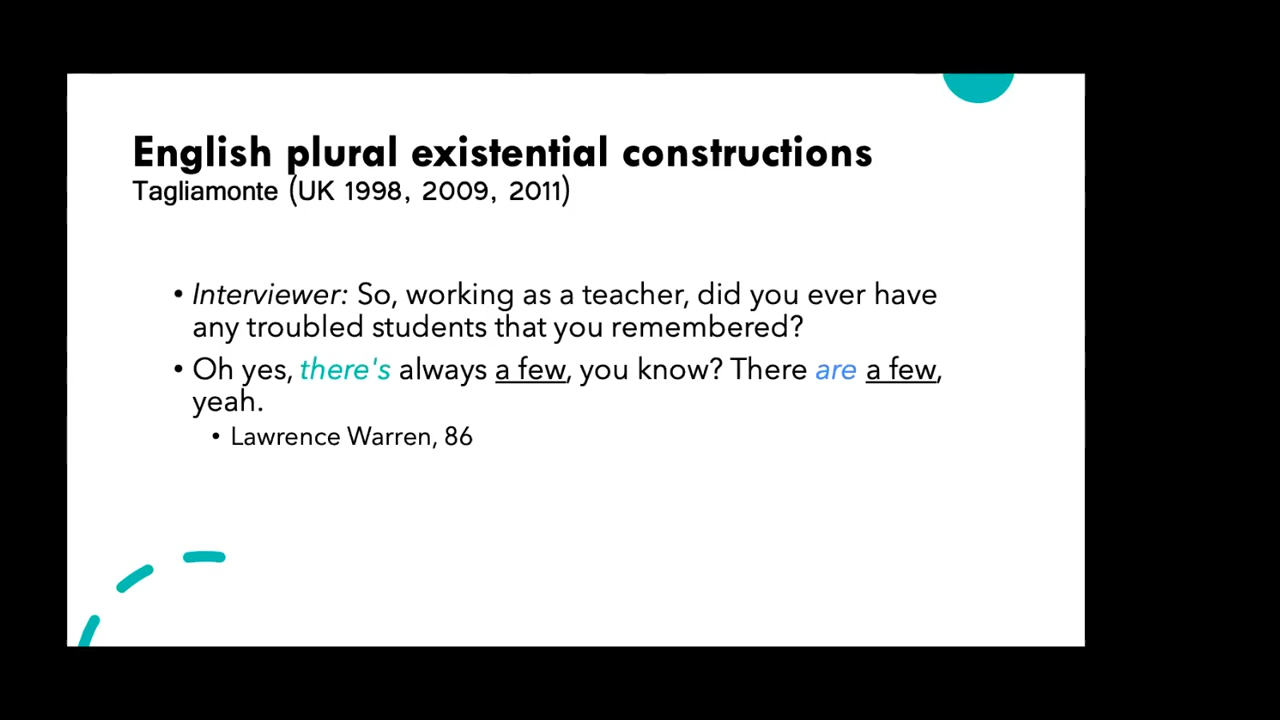 English plural existential constructions
Tagliamonte (UK 1998, 2009, 2011)
• Interviewer: So, working as a teacher, did you ever have
any troubled students that you remembered?
• Oh yes, there's always a few, you know? There are a few,
yeah.
• Lawrence Warren, 86